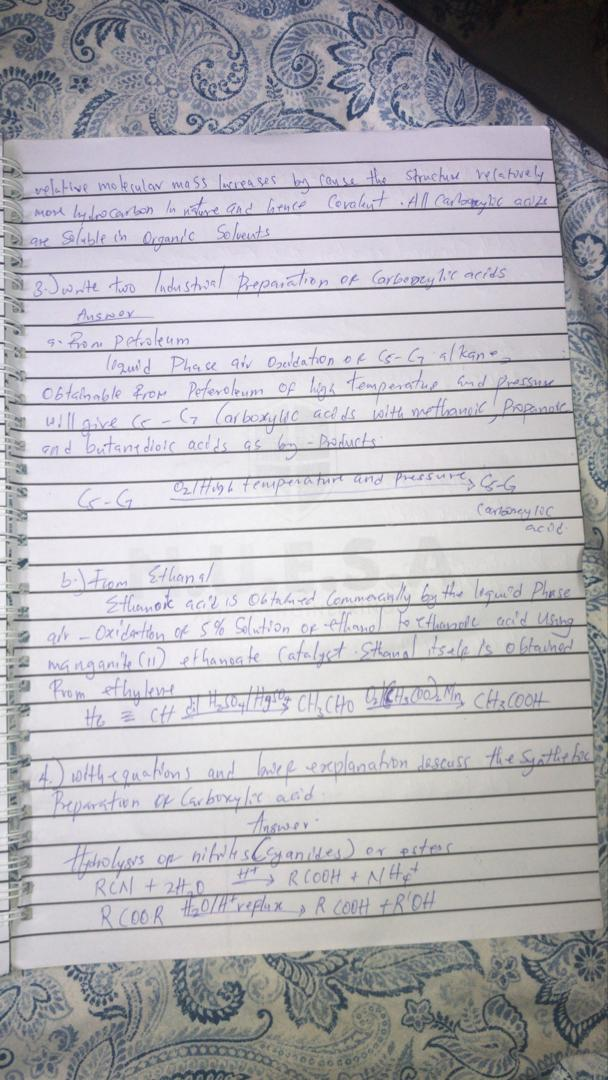 relative molecular mass Increases by cause the structure relatively
more hydrocarbon In nature and hence Covalent. All Carboxylic acids
are Soluble in Organic Solvents
3.) write two Industrial Preparation of Carboxylic acids
Answer
a. From petroleum
liquid Phase air Oxidation of C5-C7 alkanes
Obtainable From Peteroleum of high temperature and pressure
will give C5 - C7 Carboxylic acids with methanoic, Propanoic
and butanedioic acids as by - Products.
C5-C7 O2/High temperature and pressure → C5-C7
Carboxylic
acid.
N.U.E.S.A
b.) From Ethanal
Ethanoic acid is Obtained Commercially by the liquid Phase
air - Oxidation of 5% Solution of ethanol to ethanoic acid Using
manganite (II) ethanoate Catalyst. Ethanal itself Is obtained
From ethylene
HC ≡ CH dil H2SO4/HgSO4 → CH3CHO O2/(CH3COO)2Mn → CH3COOH
4.) with equations and brief explanation descuss the Synthetic
Preparation Of Carboxylic acid.
Answer.
Hydrolysis of nitriles (Cyanides) or esters
RCN + 2H2O H+ → RCOOH + NH4+
RCOOR H2O/H+ reflux → RCOOH + R'OH